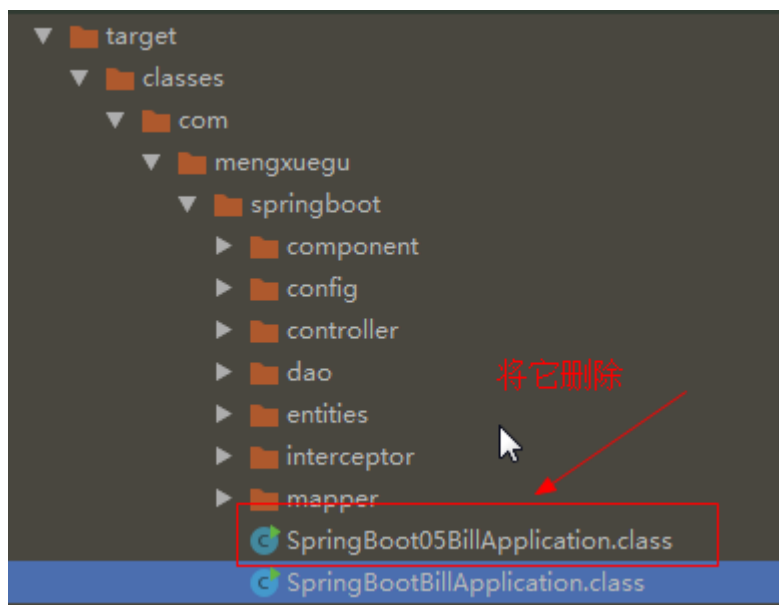 target
classes
com
mengxuegu
springboot
component
config
controller
dao
将它删除
entities
interceptor
mapper
SpringBoot05BillApplication.class
SpringBootBillApplication.class